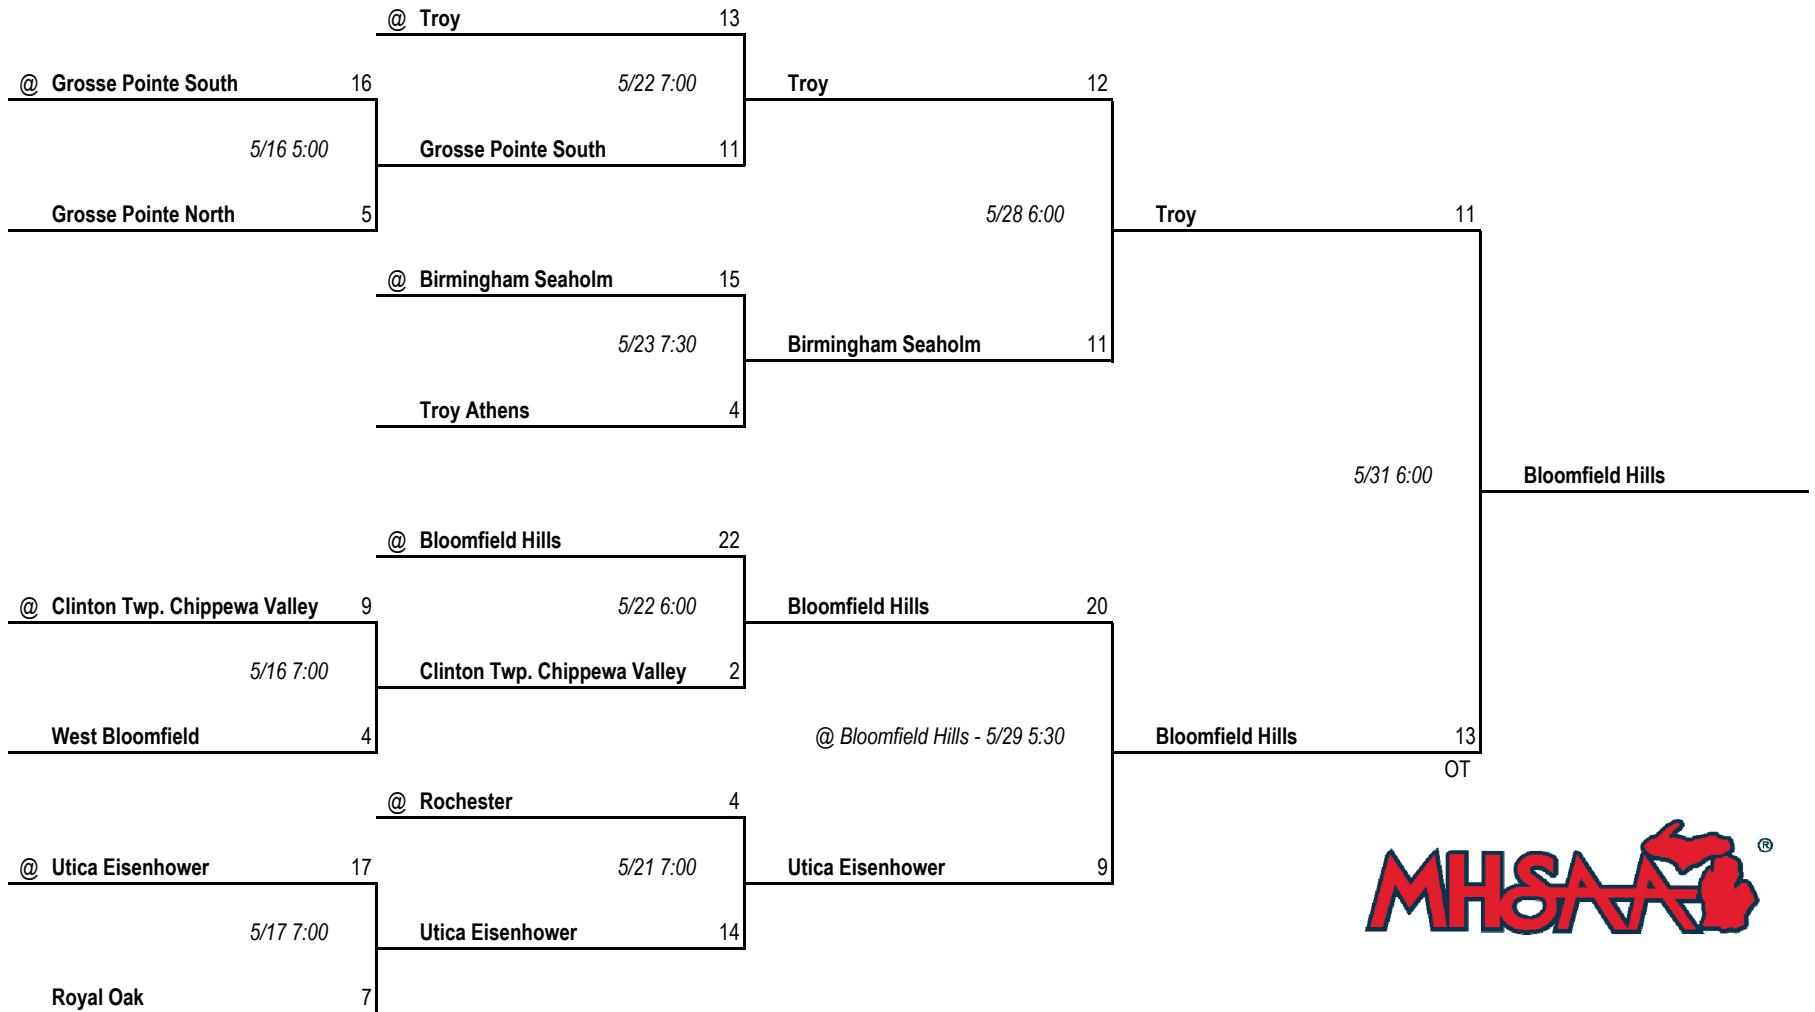 @ Troy 13
@ Grosse Pointe South 16 5/22 7:00 Troy 12
5/16 5:00 Grosse Pointe South 11
Grosse Pointe North 5 5/28 6:00 Troy 11
@ Birmingham Seaholm 15
5/23 7:30 Birmingham Seaholm 11
Troy Athens 4
5/31 6:00 Bloomfield Hills
@ Bloomfield Hills 22
@ Clinton Twp. Chippewa Valley 9 5/22 6:00 Bloomfield Hills 20
5/16 7:00 Clinton Twp. Chippewa Valley 2
West Bloomfield 4 @ Bloomfield Hills - 5/29 5:30 Bloomfield Hills 13
OT
@ Rochester 4
@ Utica Eisenhower 17 5/21 7:00 Utica Eisenhower 9
MHSAA ®
5/17 7:00 Utica Eisenhower 14
Royal Oak 7